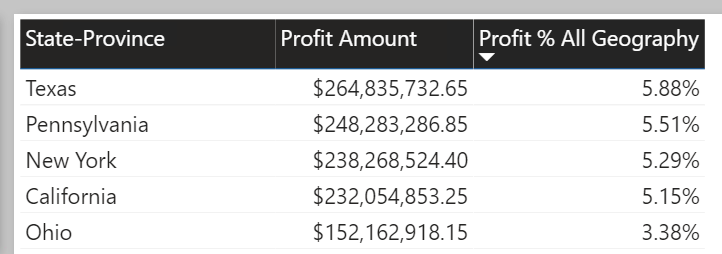 State-Province Profit Amount Profit % All Geography
Texas $264,835,732.65 5.88%
Pennsylvania $248,283,286.85 5.51%
New York $238,268,524.40 5.29%
California $232,054,853.25 5.15%
Ohio $152,162,918.15 3.38%